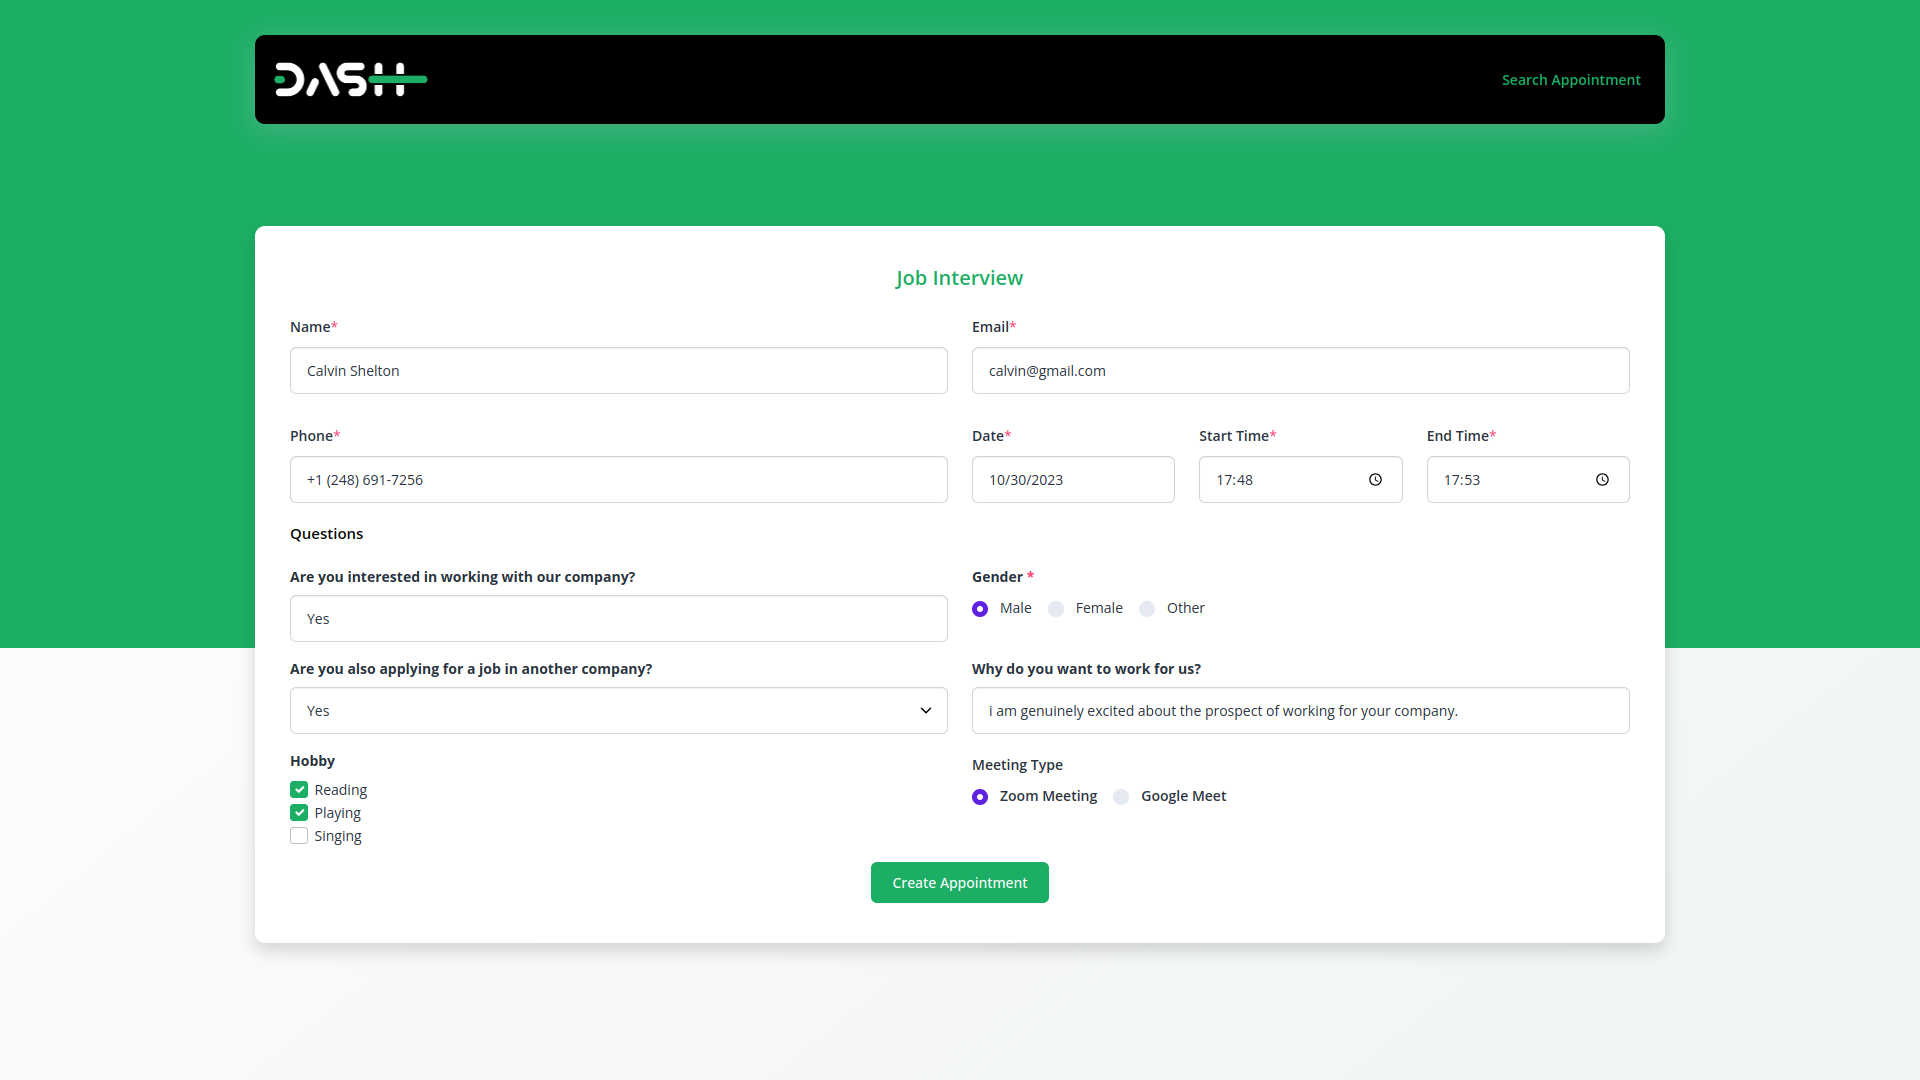 DASH
Search Appointment
Job Interview
Name*
Email*
Calvin Shelton
calvin@gmail.com
Phone*
Date*
Start Time*
End Time*
+1 (248) 691-7256
10/30/2023
17:48
17:53
Questions
Are you interested in working with our company?
Gender *
Yes
Male
Female
Other
Are you also applying for a job in another company?
Why do you want to work for us?
Yes
i am genuinely excited about the prospect of working for your company.
Hobby
Meeting Type
Reading
Zoom Meeting
Google Meet
Playing
Singing
Create Appointment